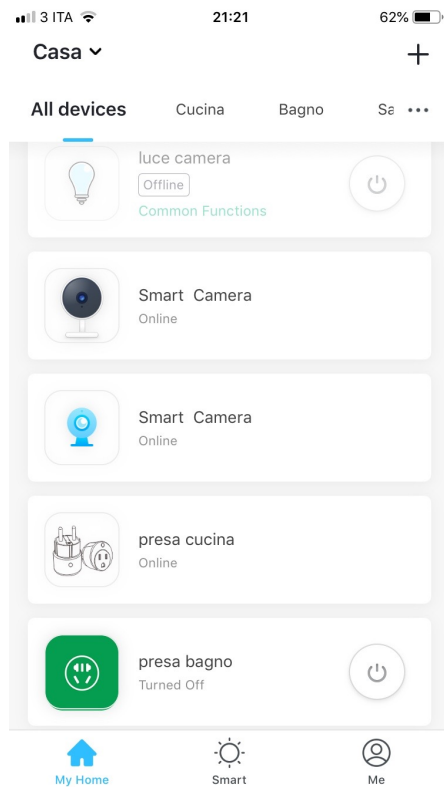 3 ITA 21:21 62%
Casa
All devices Cucina Bagno Sa
luce camera
Offline
Common Functions
Smart Camera
Online
Smart Camera
Online
presa cucina
Online
presa bagno
Turned Off
My Home Smart Me